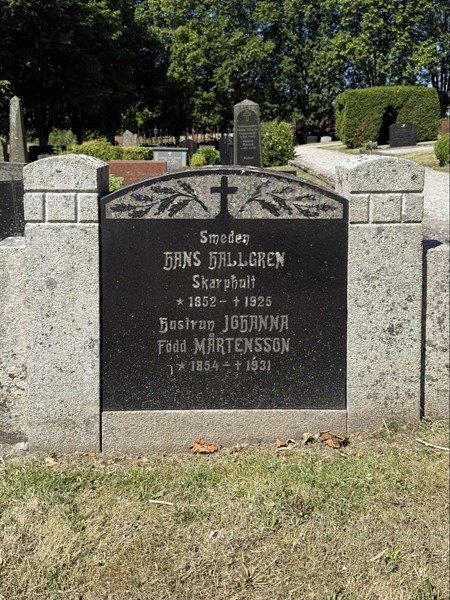 Smeden
HANS HALLGREN
Skarphult
* 1852 - † 1925
Hustrun JOHANNA
Född MÅRTENSSON
* 1854 - † 1931